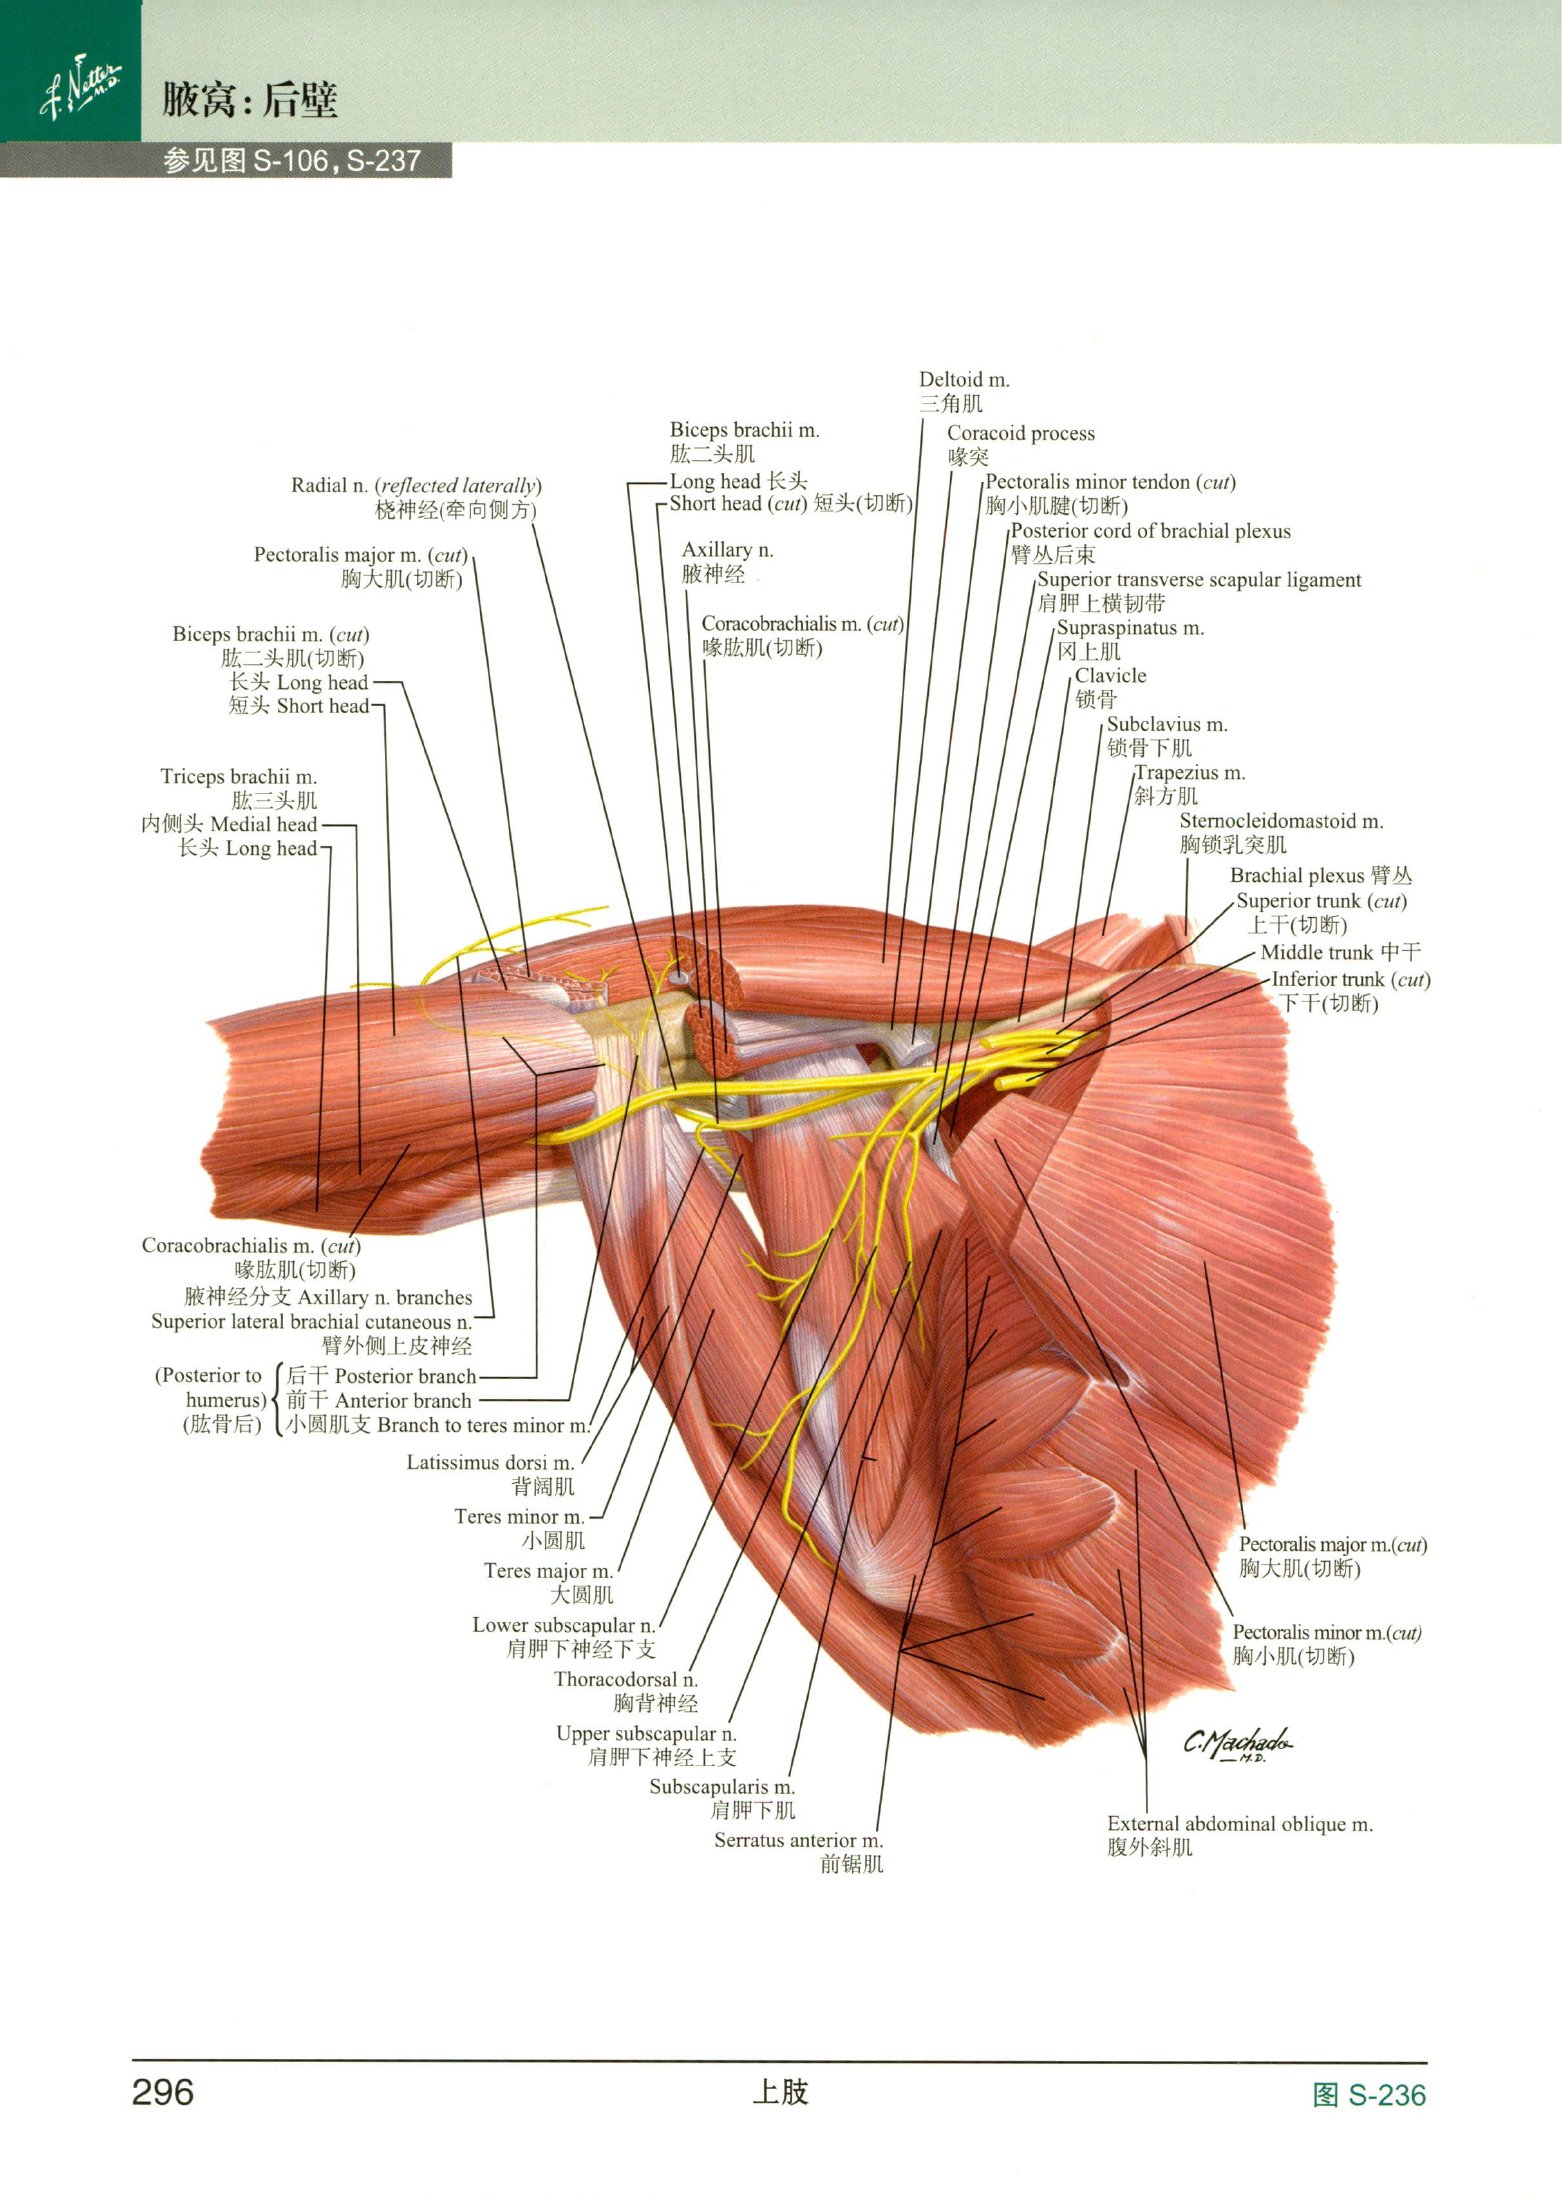 f. Netter
M.D.
腋窝：后壁
参见图 S-106, S-237
Deltoid m.
三角肌
Biceps brachii m.
肱二头肌
Long head 长头
Short head (cut) 短头(切断)
Coracoid process
喙突
Pectoralis minor tendon (cut)
胸小肌腱(切断)
Radial n. (reflected laterally)
桡神经(牵向侧方)
Posterior cord of brachial plexus
臂丛后束
Pectoralis major m. (cut)
胸大肌(切断)
Axillary n.
腋神经
Superior transverse scapular ligament
肩胛上横韧带
Coracobrachialis m. (cut)
喙肱肌(切断)
Supraspinatus m.
冈上肌
Biceps brachii m. (cut)
肱二头肌(切断)
长头 Long head
短头 Short head
Clavicle
锁骨
Subclavius m.
锁骨下肌
Triceps brachii m.
肱三头肌
内侧头 Medial head
长头 Long head
Trapezius m.
斜方肌
Sternocleidomastoid m.
胸锁乳突肌
Brachial plexus 臂丛
Superior trunk (cut)
上干(切断)
Middle trunk 中干
Inferior trunk (cut)
下干(切断)
Coracobrachialis m. (cut)
喙肱肌(切断)
腋神经分支 Axillary n. branches
Superior lateral brachial cutaneous n.
臂外侧上皮神经
(Posterior to
humerus)
(肱骨后)
后干 Posterior branch
前干 Anterior branch
小圆肌支 Branch to teres minor m.
Latissimus dorsi m.
背阔肌
Teres minor m.
小圆肌
Teres major m.
大圆肌
Lower subscapular n.
肩胛下神经下支
Thoracodorsal n.
胸背神经
Upper subscapular n.
肩胛下神经上支
Subscapularis m.
肩胛下肌
Serratus anterior m.
前锯肌
Pectoralis major m.(cut)
胸大肌(切断)
Pectoralis minor m.(cut)
胸小肌(切断)
C.Machado
M.D.
External abdominal oblique m.
腹外斜肌
296
上肢
图 S-236